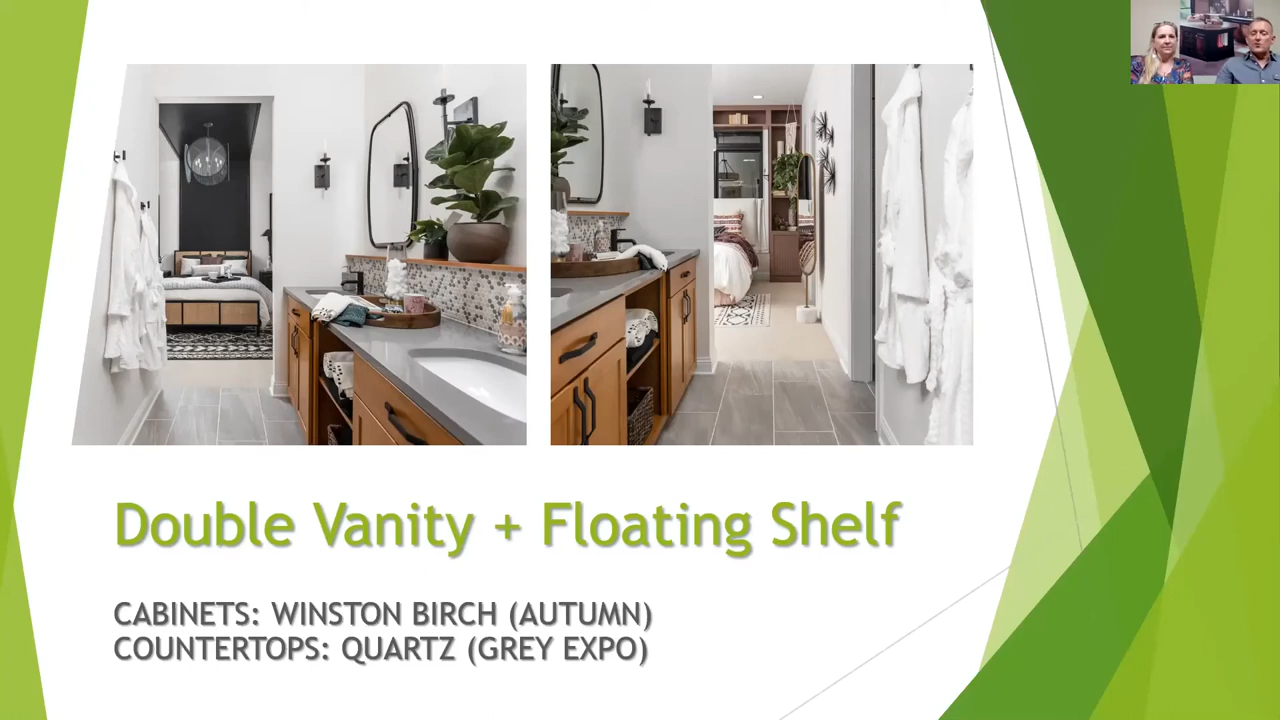 Double Vanity + Floating Shelf
CABINETS: WINSTON BIRCH (AUTUMN)
COUNTERTOPS: QUARTZ (GREY EXPO)